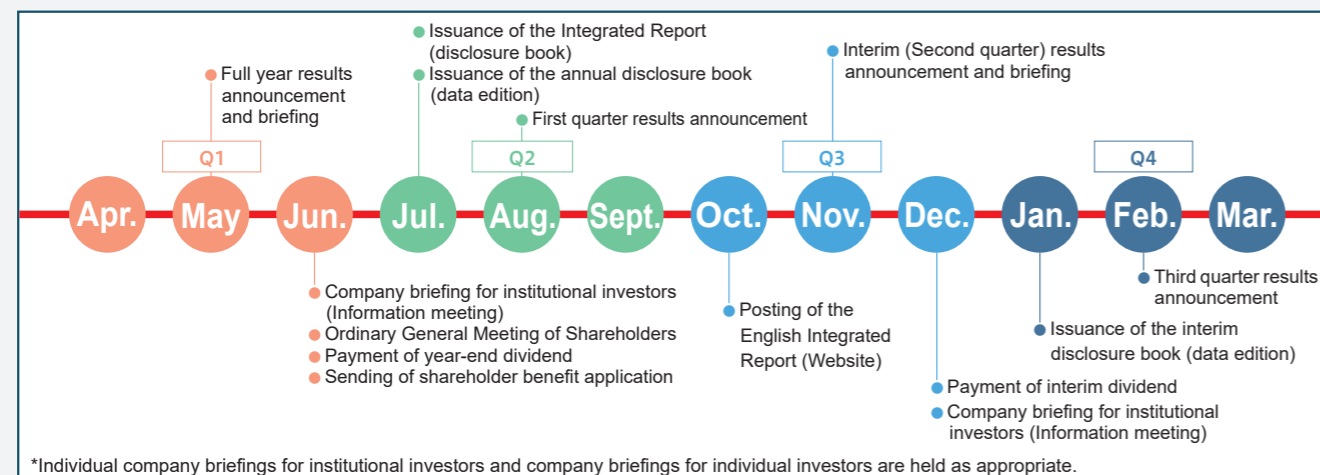 Issuance of the Integrated Report
(disclosure book)
Issuance of the annual disclosure book
(data edition)
Interim (Second quarter) results
announcement and briefing
Full year results
announcement
and briefing
First quarter results announcement
Q1
Q2
Q3
Q4
Apr.
May
Jun.
Jul.
Aug.
Sept.
Oct.
Nov.
Dec.
Jan.
Feb.
Mar.
Company briefing for institutional investors
(Information meeting)
Ordinary General Meeting of Shareholders
Payment of year-end dividend
Sending of shareholder benefit application
Posting of the
English Integrated
Report (Website)
Third quarter results
announcement
Issuance of the interim
disclosure book (data edition)
Payment of interim dividend
Company briefing for institutional
investors (Information meeting)
*Individual company briefings for institutional investors and company briefings for individual investors are held as appropriate.